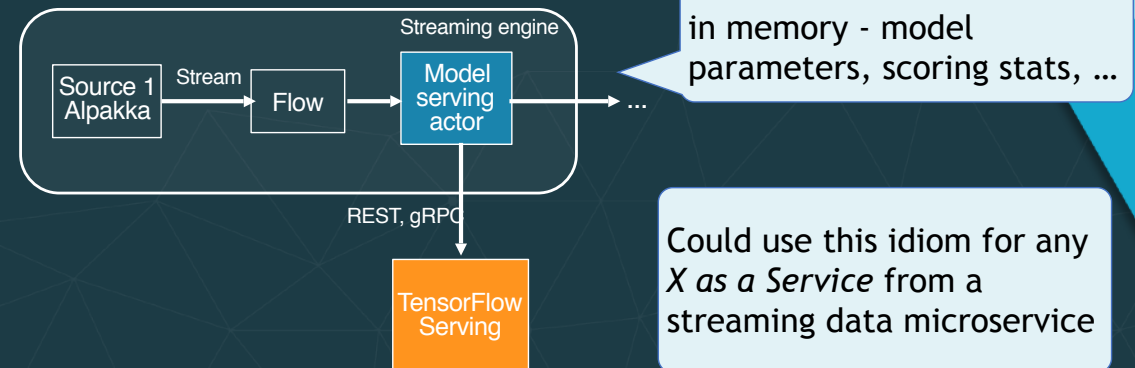 Streaming engine
Source 1
Alpakka
Stream
Flow
Model
serving
actor
...
in memory - model
parameters, scoring stats, …
REST, gRPC
TensorFlow
Serving
Could use this idiom for any
X as a Service from a
streaming data microservice